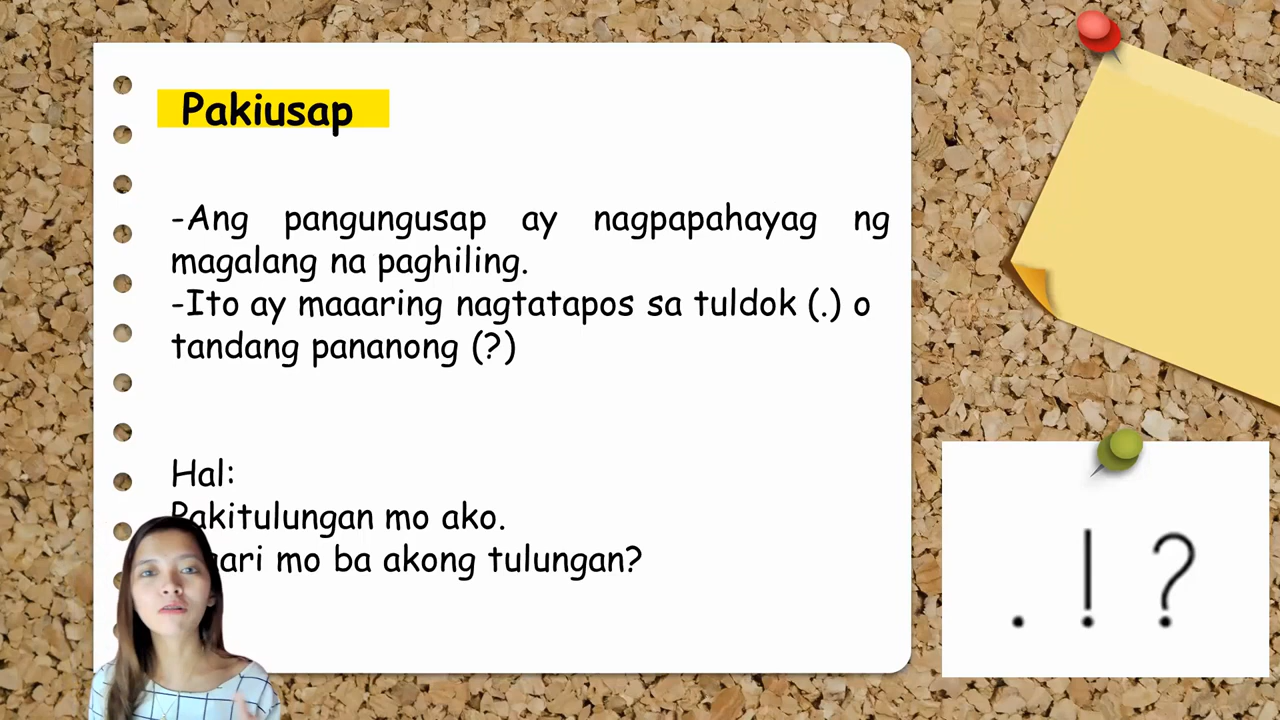 Pakiusap
-Ang pangungusap ay nagpapahayag ng
magalang na paghiling.
-Ito ay maaaring nagtatapos sa tuldok (.) o
tandang pananong (?)
Hal:
Pakitulungan mo ako.
mo ba akong tulungan?
. ! ?